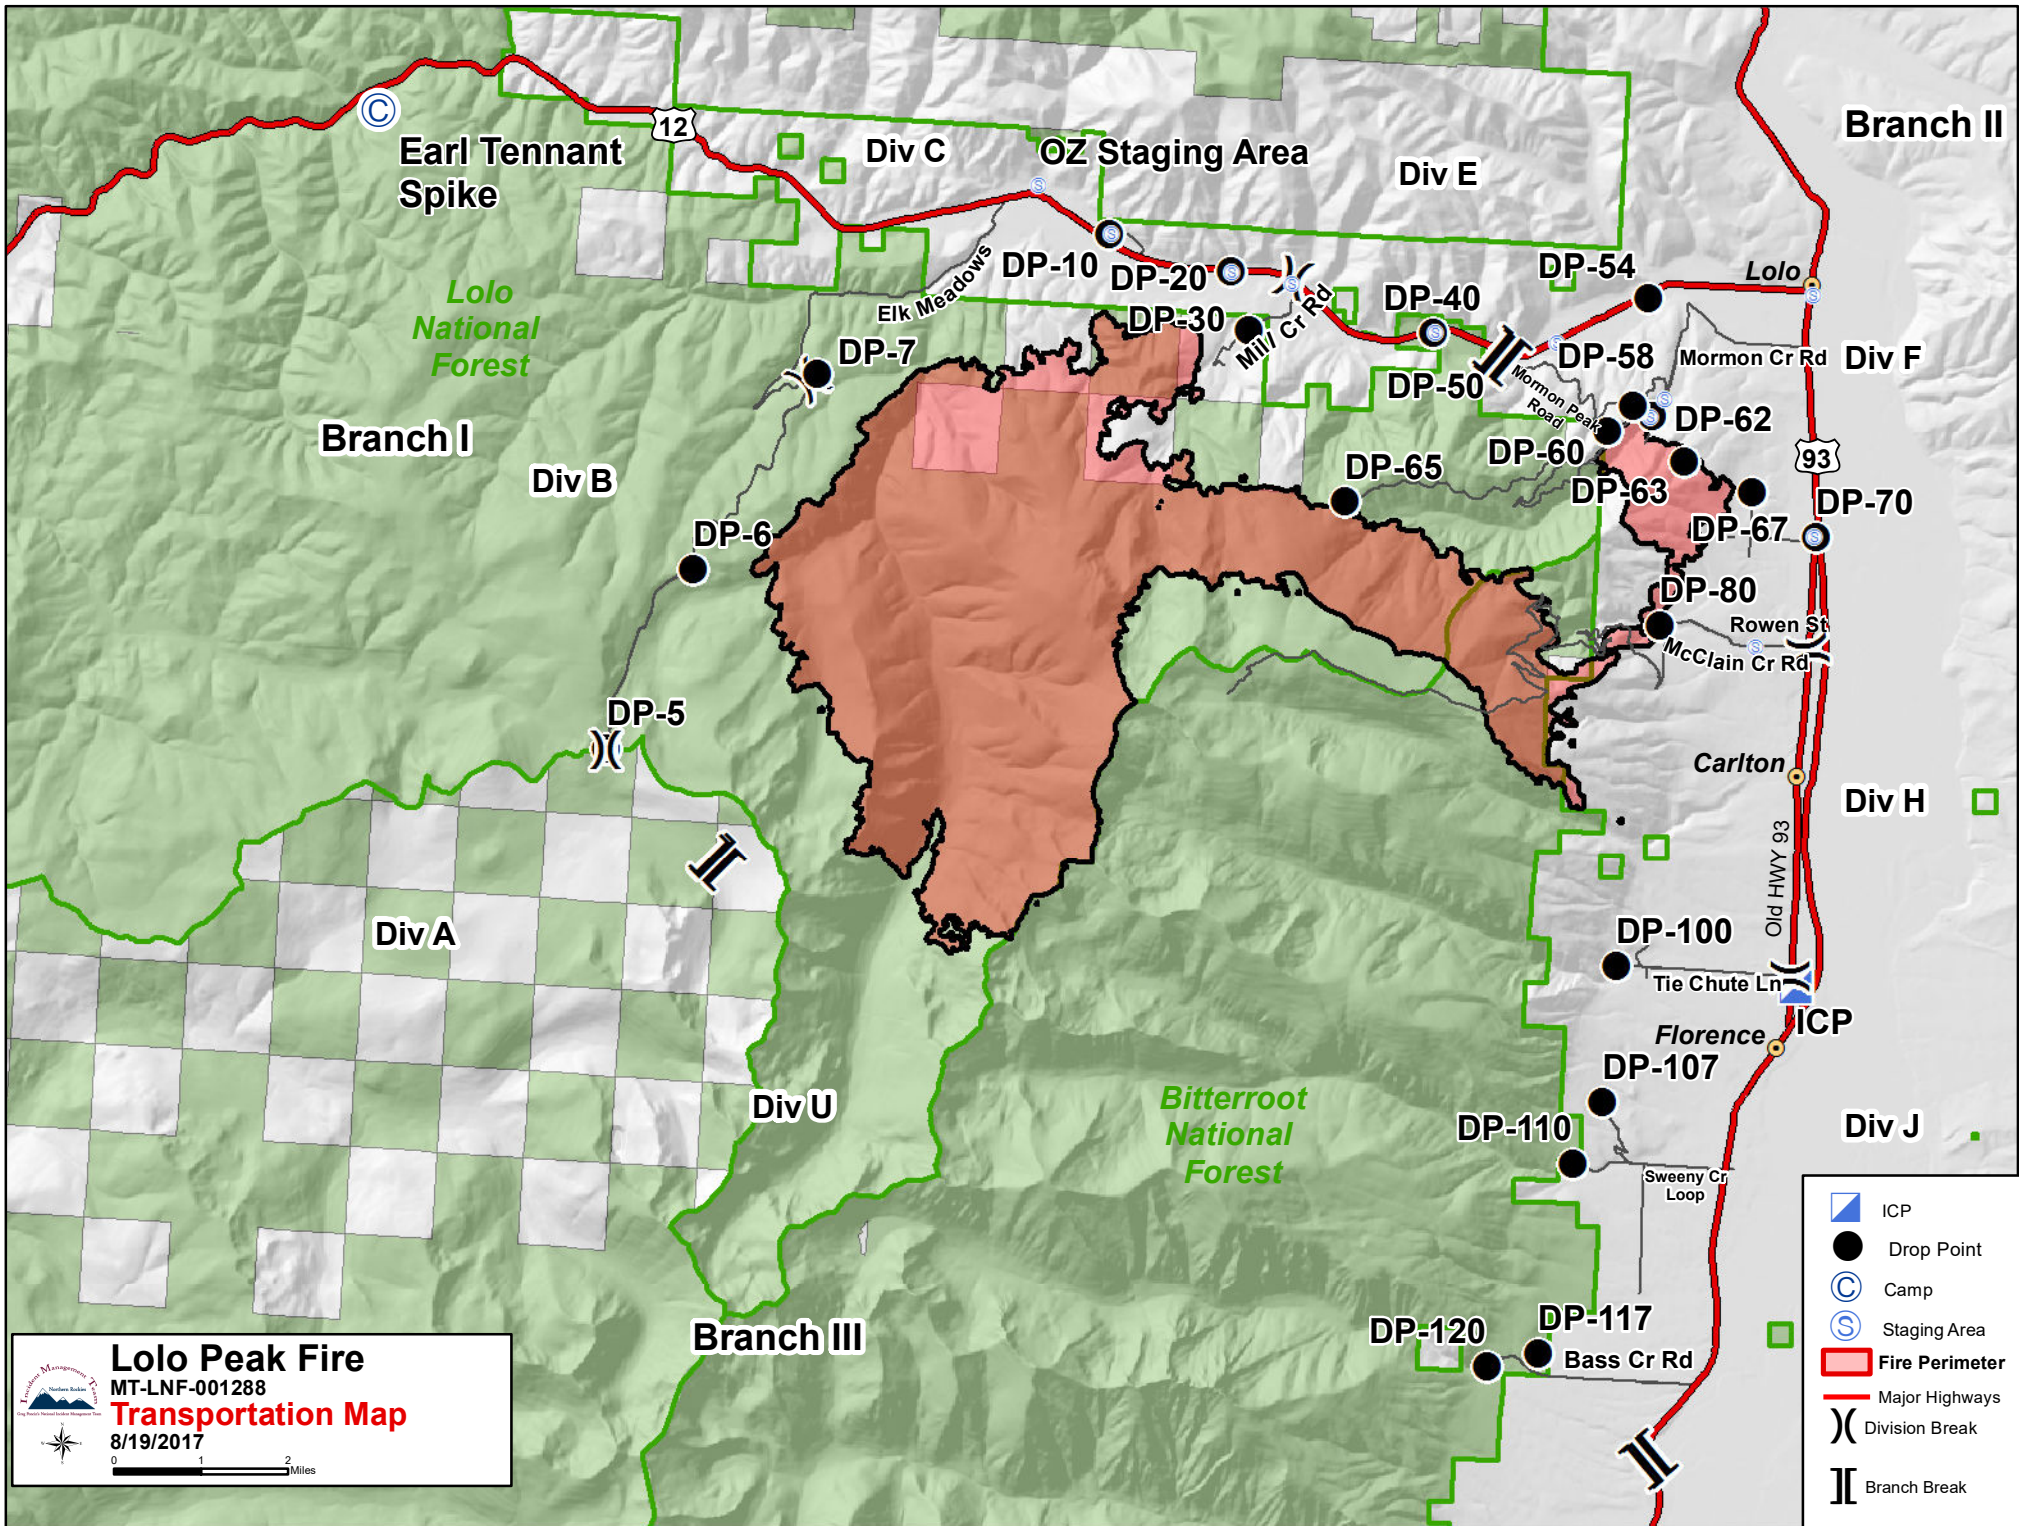 Branch II
12
Earl Tennant
Spike
Div C
OZ Staging Area
Div E
Lolo
National
Forest
Elk Meadows
DP-10
DP-20
DP-30
Mill Cr Rd
DP-40
DP-54
Lolo
DP-7
DP-50
DP-58
Mormon Cr Rd
Div F
Mormon Peak
Road
Branch I
Div B
DP-62
DP-60
DP-65
DP-63
93
DP-70
DP-67
DP-6
DP-80
Rowen St
McClain Cr Rd
DP-5
Carlton
Div H
Old HWY 93
Div A
DP-100
Tie Chute Ln
ICP
Florence
DP-107
Div U
Bitterroot
National
Forest
DP-110
Div J
Sweeny Cr
Loop
Branch III
DP-120
DP-117
Bass Cr Rd
ICP
Drop Point
C
Camp
S
Staging Area
Fire Perimeter
Major Highways
Division Break
Branch Break
Incident Management Team
Northern Rockies
Lolo Peak Fire
MT-LNF-001288
Transportation Map
8/19/2017
0 1 2
Miles